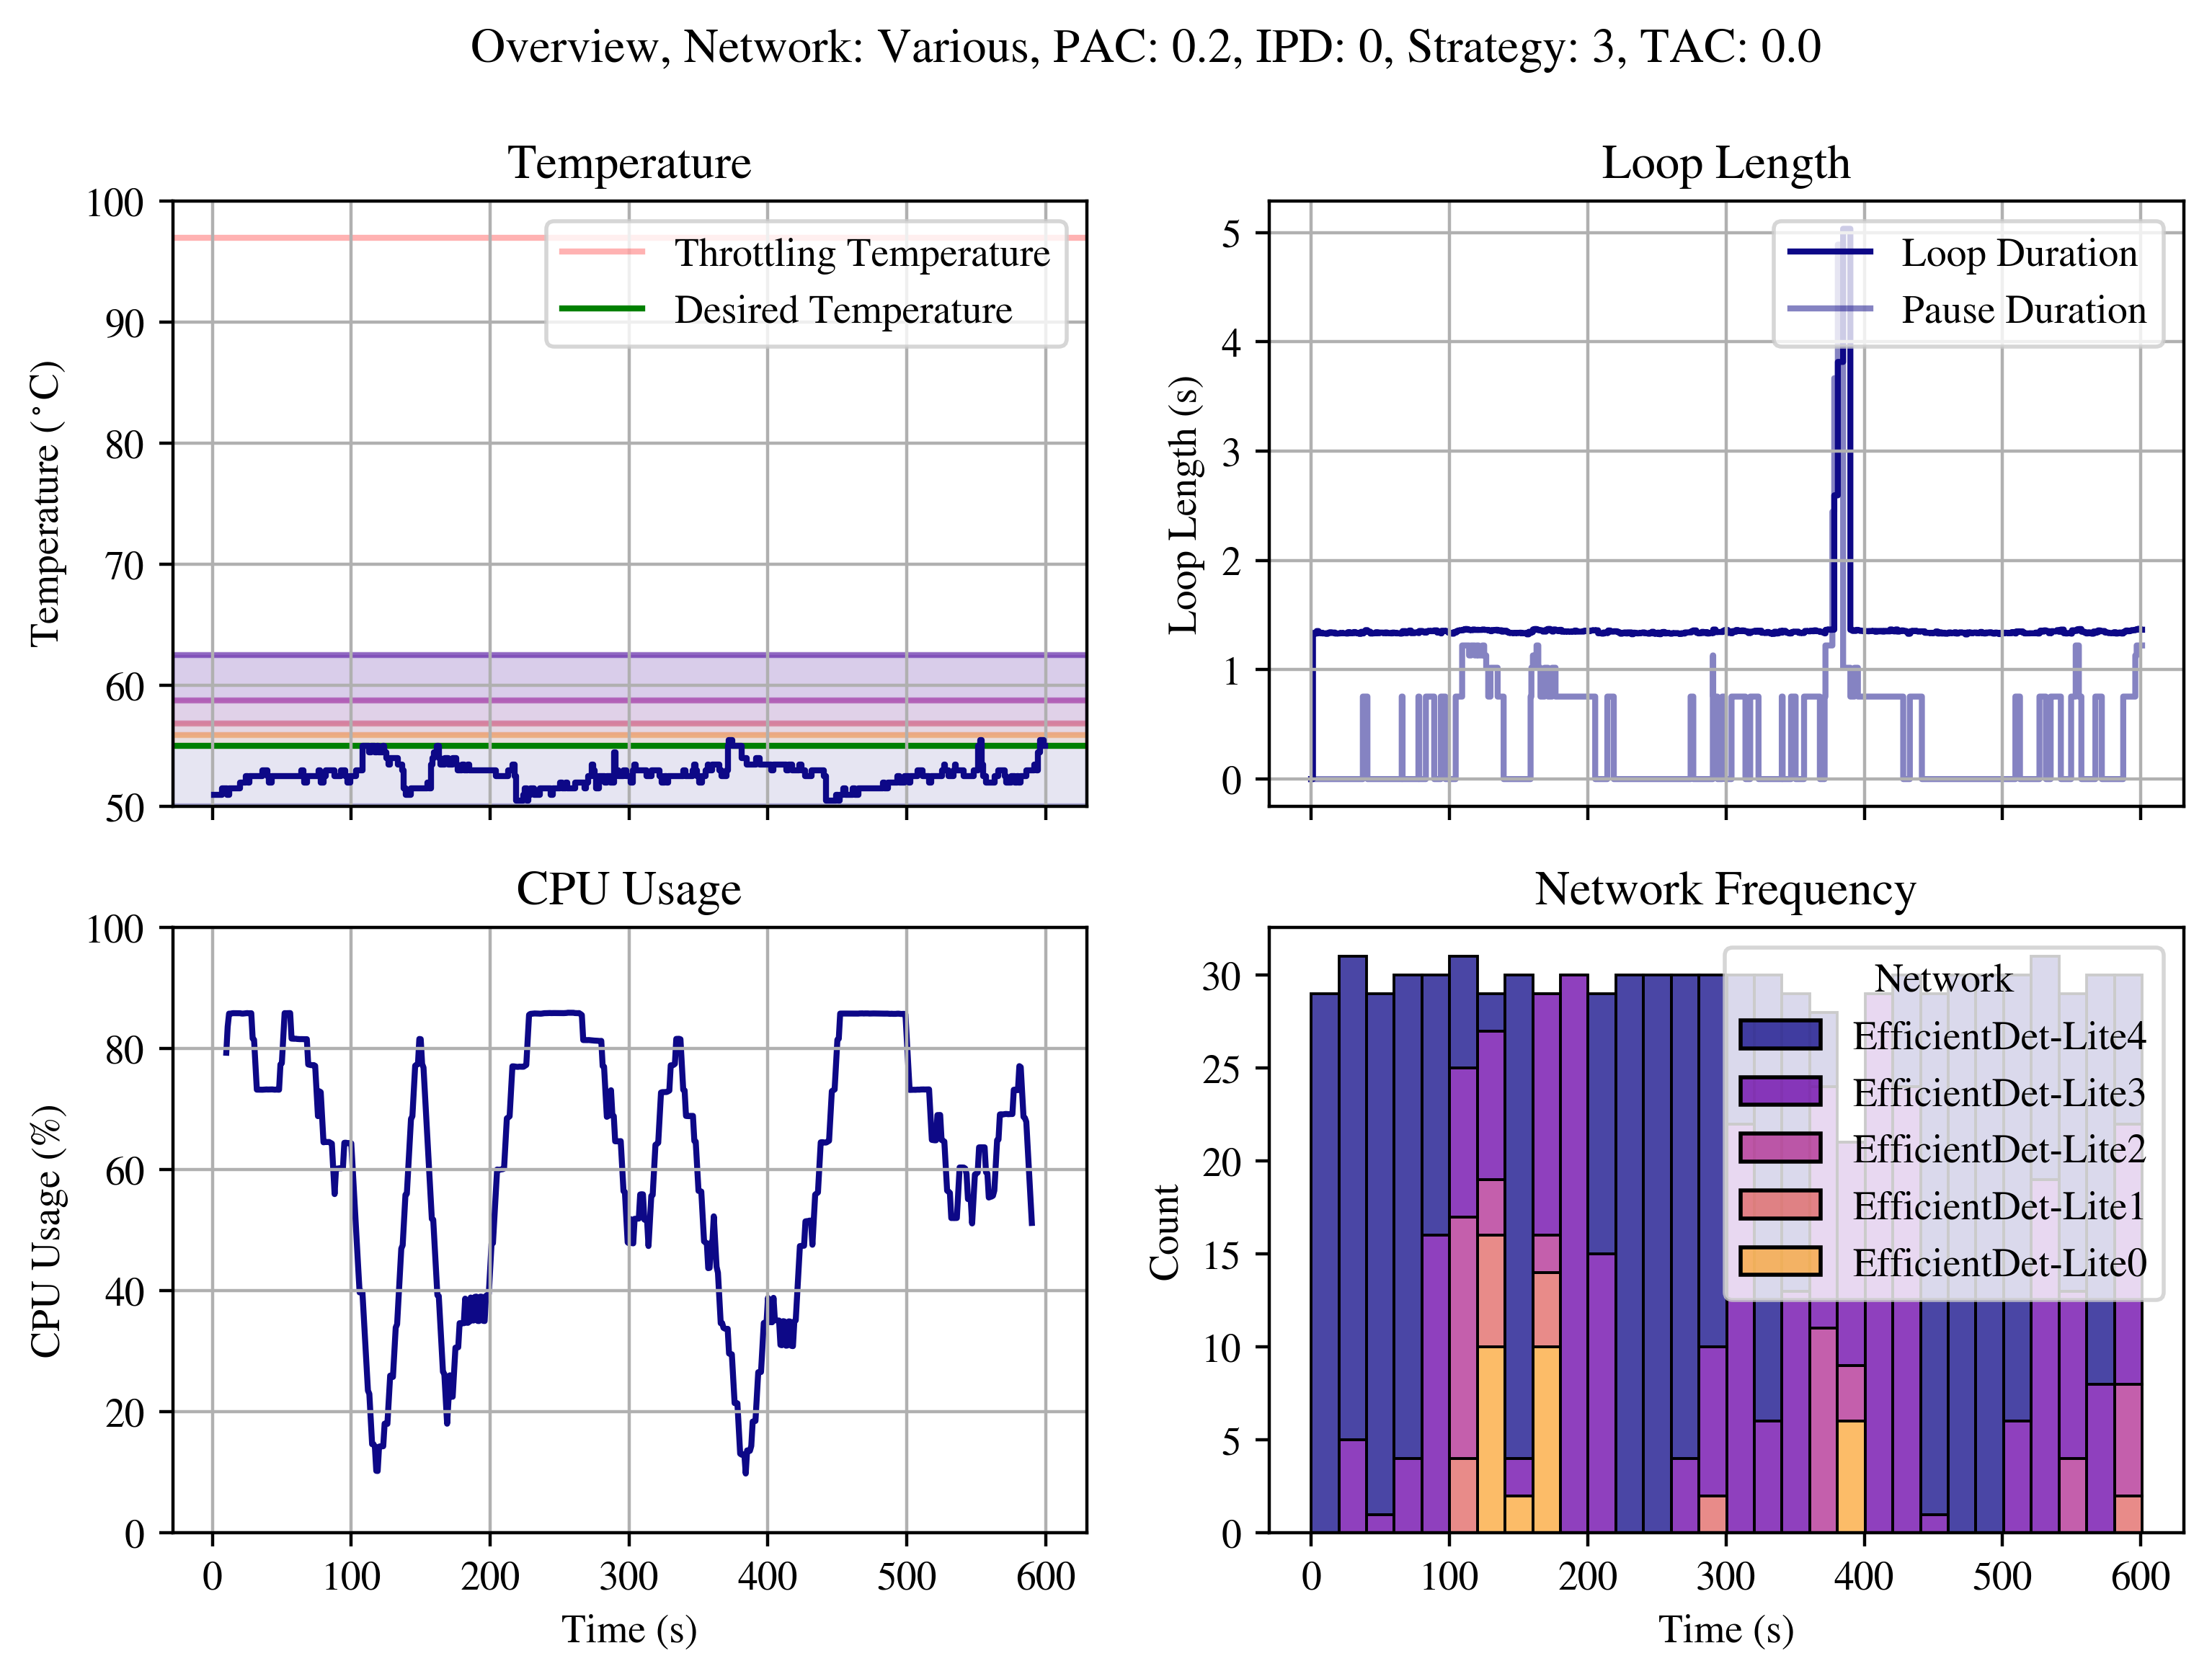 Overview, Network: Various, PAC: 0.2, IPD: 0, Strategy: 3, TAC: 0.0
Temperature
100
90
80
70
60
50
Temperature (°C)
Throttling Temperature
Desired Temperature
Loop Length
5
4
3
2
1
0
Loop Length (s)
Loop Duration
Pause Duration
CPU Usage
100
80
60
40
20
0
CPU Usage (%)
0 100 200 300 400 500 600
Time (s)
Network Frequency
30
25
20
15
10
5
0
Count
Network
EfficientDet-Lite4
EfficientDet-Lite3
EfficientDet-Lite2
EfficientDet-Lite1
EfficientDet-Lite0
0 100 200 300 400 500 600
Time (s)